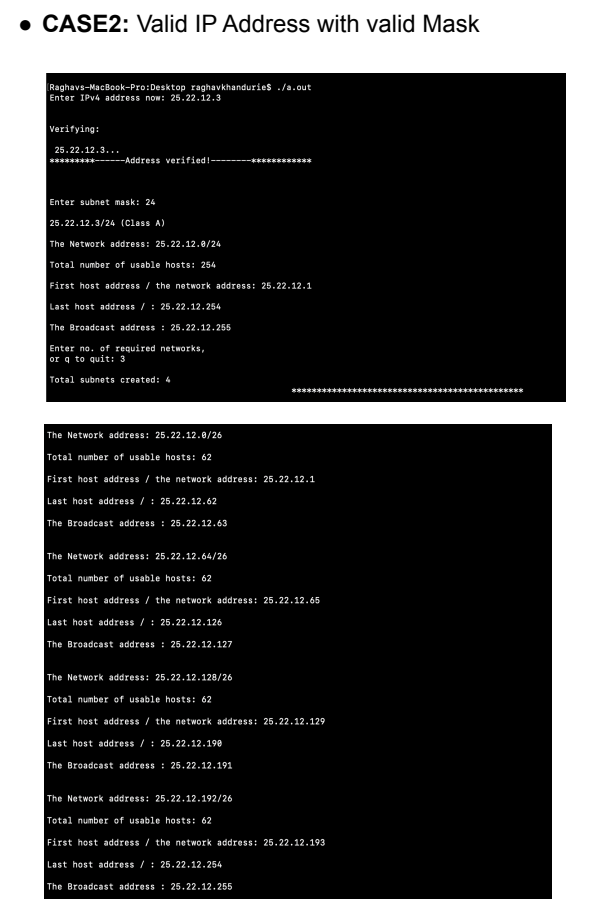 ● CASE2: Valid IP Address with valid Mask
[Raghavs-MacBook-Pro:Desktop raghavkhandurie$ ./a.out
Enter IPv4 address now: 25.22.12.3
Verifying:
25.22.12.3...
*********------Address verified!--------************
Enter subnet mask: 24
25.22.12.3/24 (Class A)
The Network address: 25.22.12.0/24
Total number of usable hosts: 254
First host address / the network address: 25.22.12.1
Last host address / : 25.22.12.254
The Broadcast address : 25.22.12.255
Enter no. of required networks,
or q to quit: 3
Total subnets created: 4
**********************************************
The Network address: 25.22.12.0/26
Total number of usable hosts: 62
First host address / the network address: 25.22.12.1
Last host address / : 25.22.12.62
The Broadcast address : 25.22.12.63
The Network address: 25.22.12.64/26
Total number of usable hosts: 62
First host address / the network address: 25.22.12.65
Last host address / : 25.22.12.126
The Broadcast address : 25.22.12.127
The Network address: 25.22.12.128/26
Total number of usable hosts: 62
First host address / the network address: 25.22.12.129
Last host address / : 25.22.12.190
The Broadcast address : 25.22.12.191
The Network address: 25.22.12.192/26
Total number of usable hosts: 62
First host address / the network address: 25.22.12.193
Last host address / : 25.22.12.254
The Broadcast address : 25.22.12.255